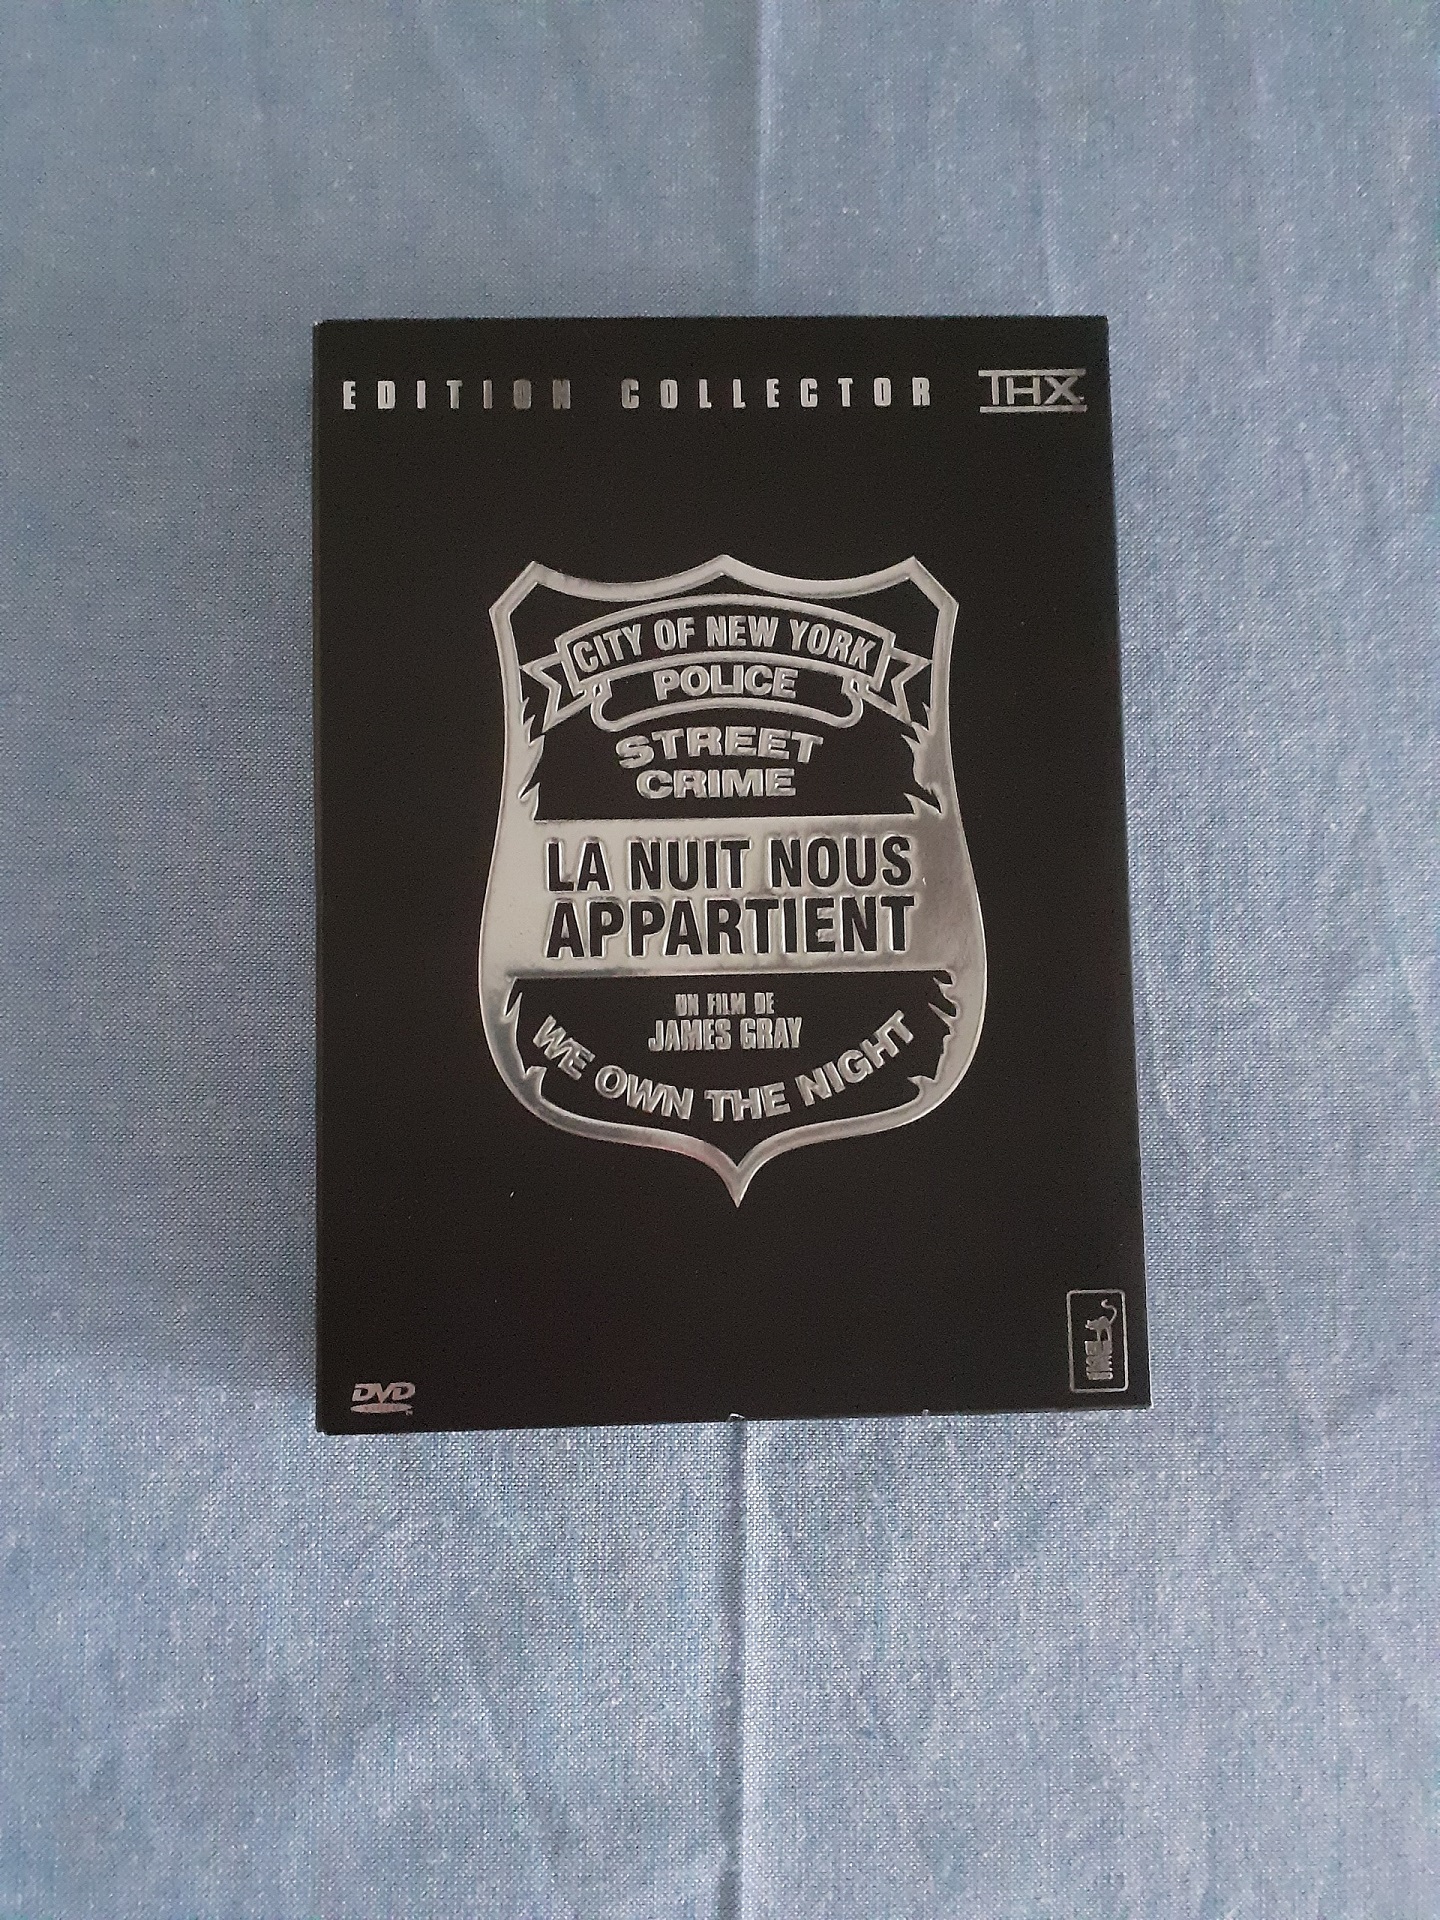 EDITION COLLECTOR THX
CITY OF NEW YORK
POLICE
STREET
CRIME
LA NUIT NOUS
APPARTIENT
UN FILM DE
JAMES GRAY
WE OWN THE NIGHT
DVD